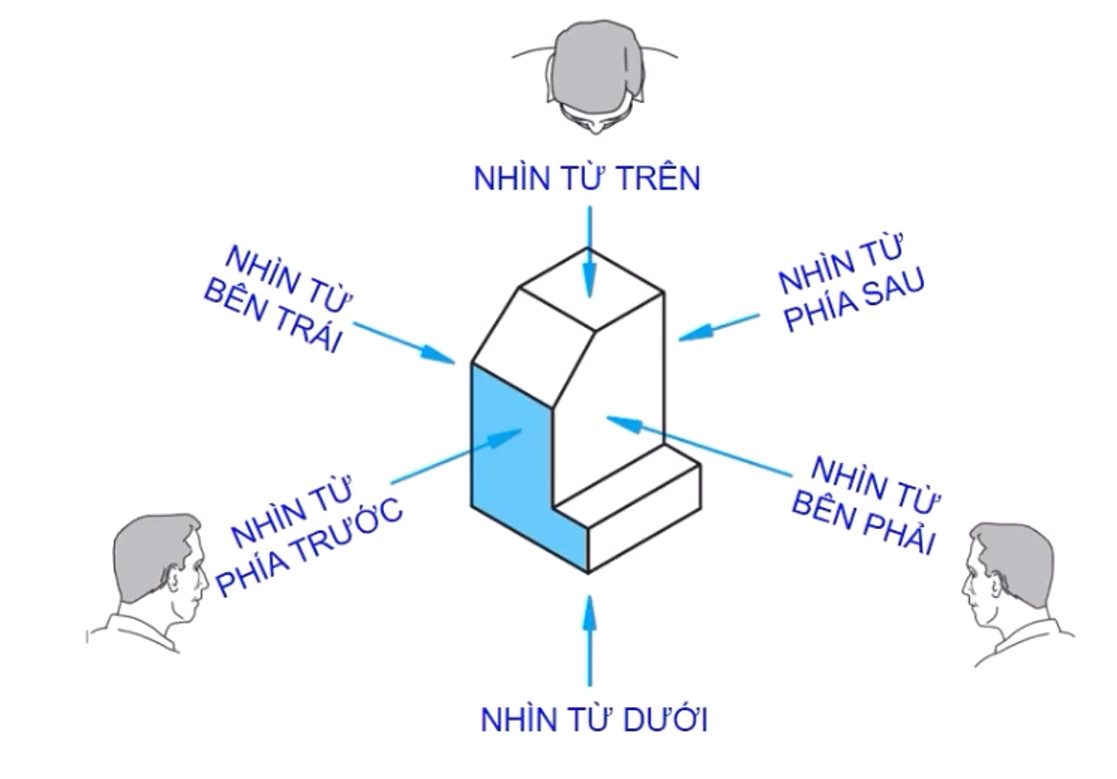 NHÌN TỪ TRÊN
NHÌN TỪ
BÊN TRÁI
NHÌN TỪ
PHÍA SAU
NHÌN TỪ
PHÍA TRƯỚC
NHÌN TỪ
BÊN PHẢI
NHÌN TỪ DƯỚI